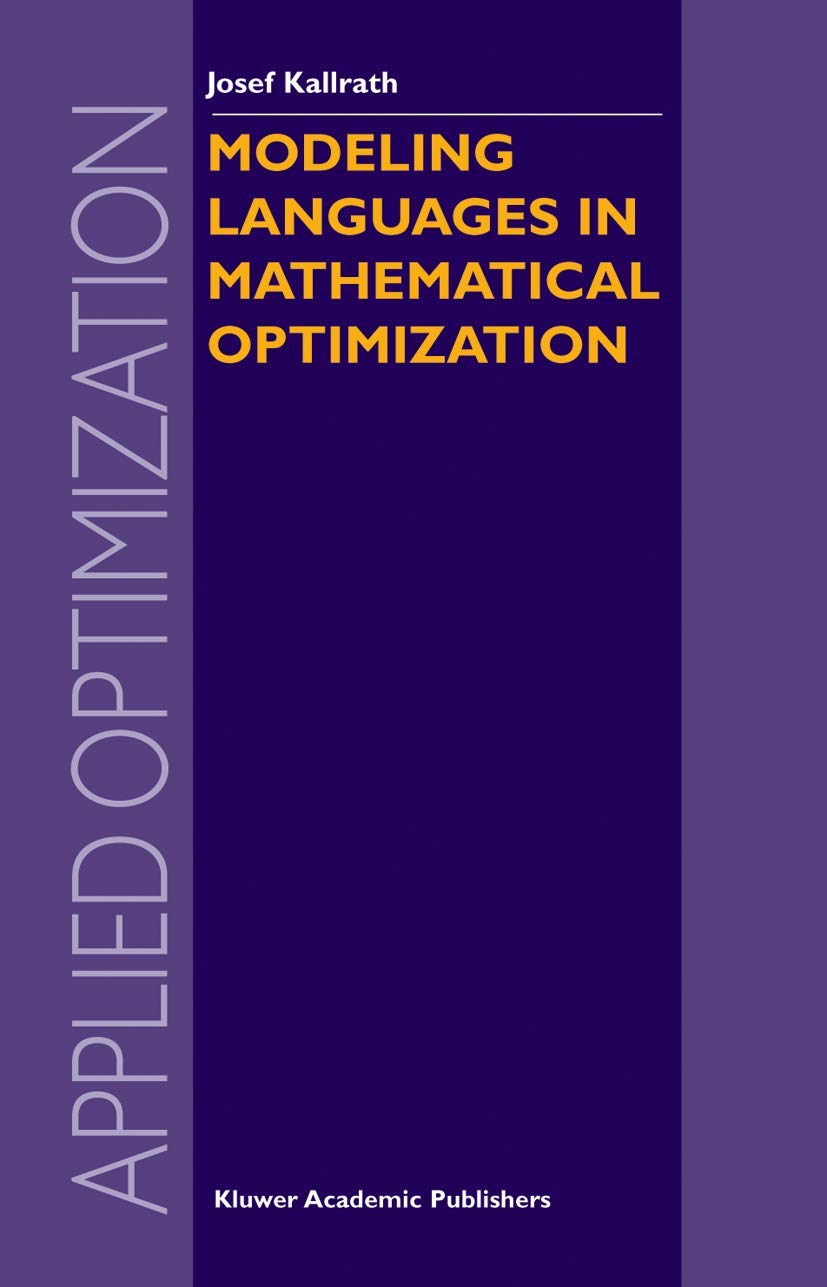 Josef Kallrath
MODELING
LANGUAGES IN
MATHEMATICAL
OPTIMIZATION
APPLIED OPTIMIZATION
Kluwer Academic Publishers